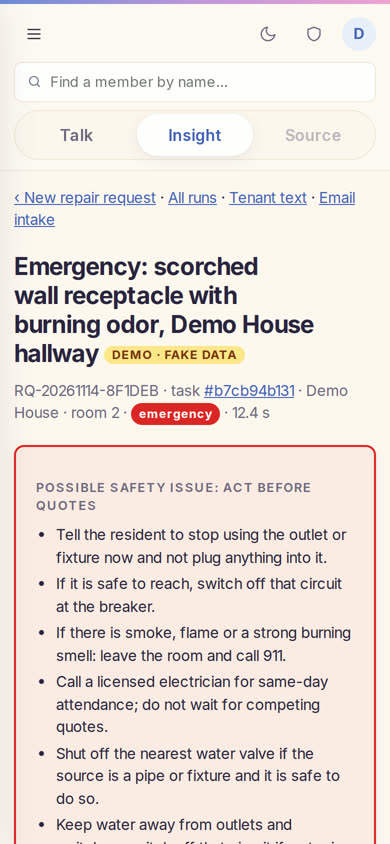 D
Find a member by name...
Talk
Insight
Source
‹ New repair request · All runs · Tenant text · Email
intake
Emergency: scorched
wall receptacle with
burning odor, Demo House
hallway DEMO · FAKE DATA
RQ-20261114-8F1DEB · task #b7cb94b131 · Demo
House · room 2 · emergency · 12.4 s
POSSIBLE SAFETY ISSUE: ACT BEFORE
QUOTES
• Tell the resident to stop using the outlet or
fixture now and not plug anything into it.
• If it is safe to reach, switch off that circuit
at the breaker.
• If there is smoke, flame or a strong burning
smell: leave the room and call 911.
• Call a licensed electrician for same-day
attendance; do not wait for competing
quotes.
• Shut off the nearest water valve if the
source is a pipe or fixture and it is safe to
do so.
• Keep water away from outlets and